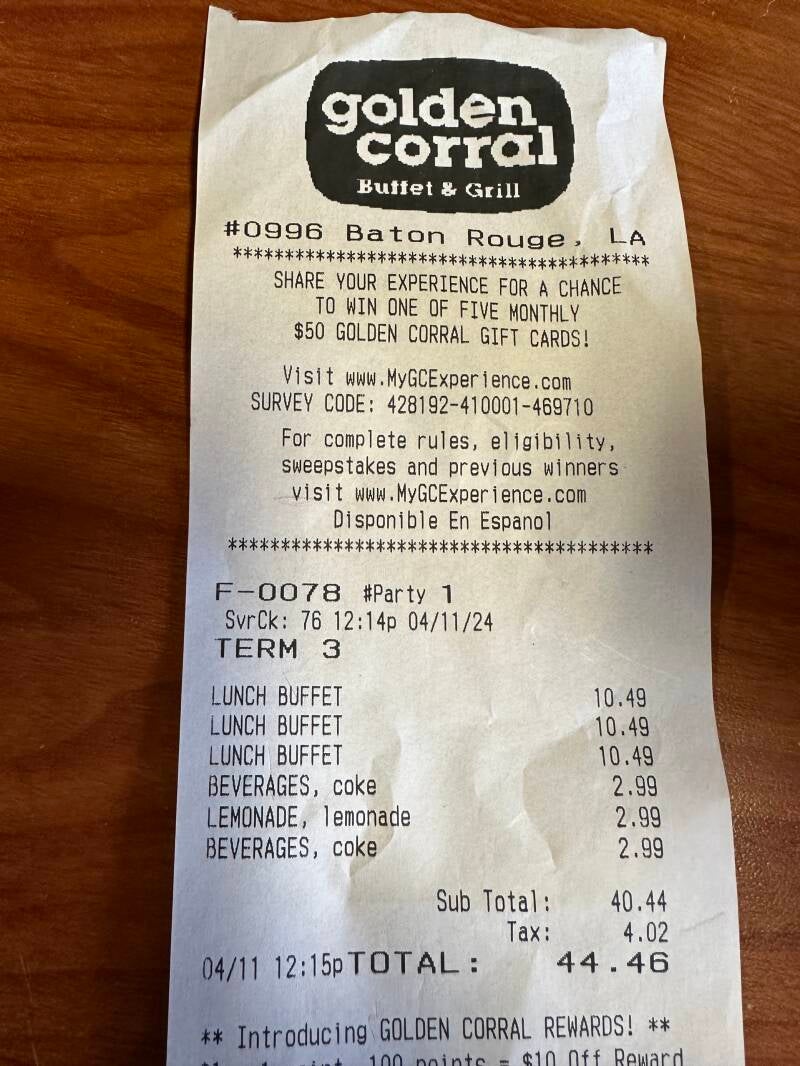 golden
corral
Buffet & Grill
#0996 Baton Rouge, LA
****************************************
SHARE YOUR EXPERIENCE FOR A CHANCE
TO WIN ONE OF FIVE MONTHLY
$50 GOLDEN CORRAL GIFT CARDS!
Visit www.MyGCExperience.com
SURVEY CODE: 428192-410001-469710
For complete rules, eligibility,
sweepstakes and previous winners
visit www.MyGCExperience.com
Disponible En Espanol
****************************************
F-0078 #Party 1
SvrCk: 76 12:14p 04/11/24
TERM 3
LUNCH BUFFET 10.49
LUNCH BUFFET 10.49
LUNCH BUFFET 10.49
BEVERAGES, coke 2.99
LEMONADE, lemonade 2.99
BEVERAGES, coke 2.99
Sub Total: 40.44
Tax: 4.02
04/11 12:15p TOTAL: 44.46
** Introducing GOLDEN CORRAL REWARDS! **
100 points = $10 Off Reward